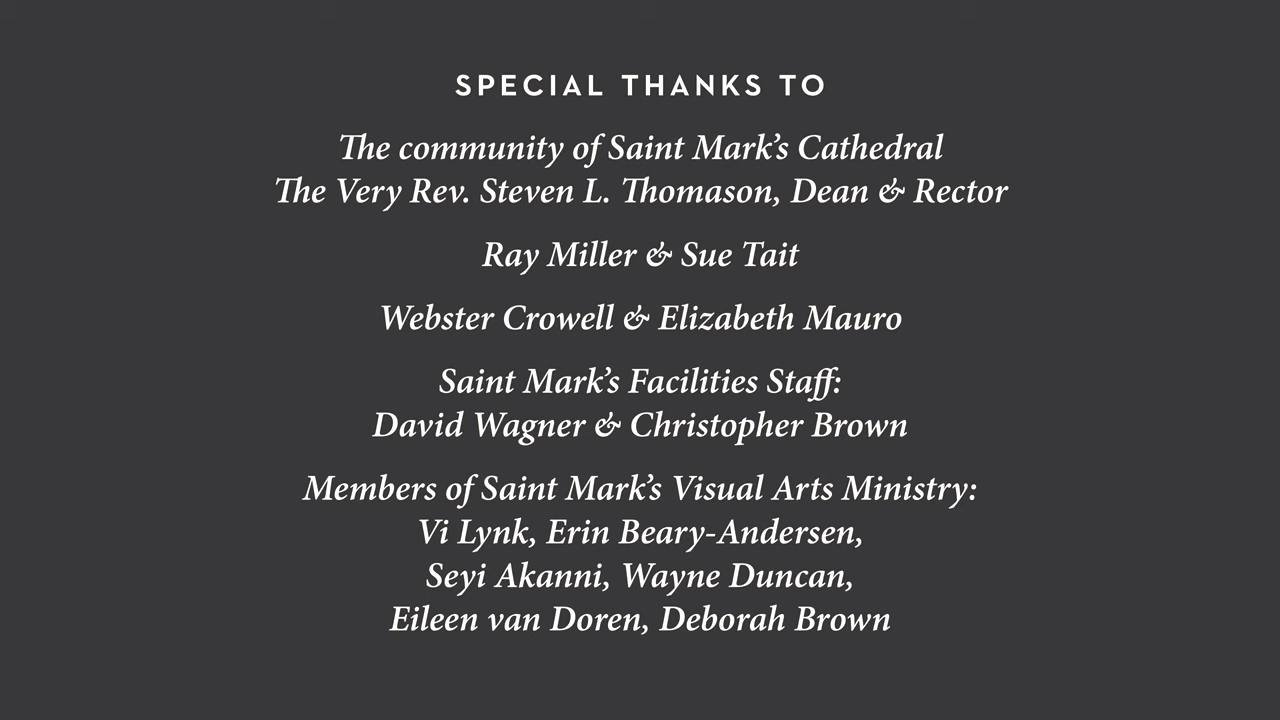 SPECIAL THANKS TO
The community of Saint Mark’s Cathedral
The Very Rev. Steven L. Thomason, Dean & Rector
Ray Miller & Sue Tait
Webster Crowell & Elizabeth Mauro
Saint Mark’s Facilities Staff:
David Wagner & Christopher Brown
Members of Saint Mark’s Visual Arts Ministry:
Vi Lynk, Erin Beary-Andersen,
Seyi Akanni, Wayne Duncan,
Eileen van Doren, Deborah Brown